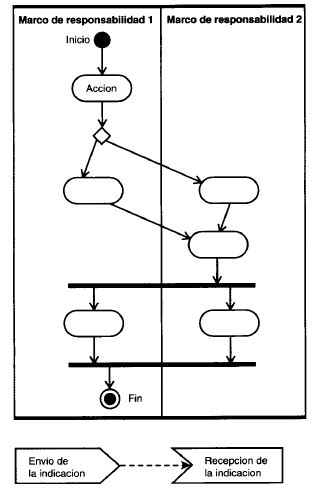 Marco de responsabilidad 1
Marco de responsabilidad 2
Inicio
Accion
Fin
Envio de
la indicacion
Recepcion de
la indicacion